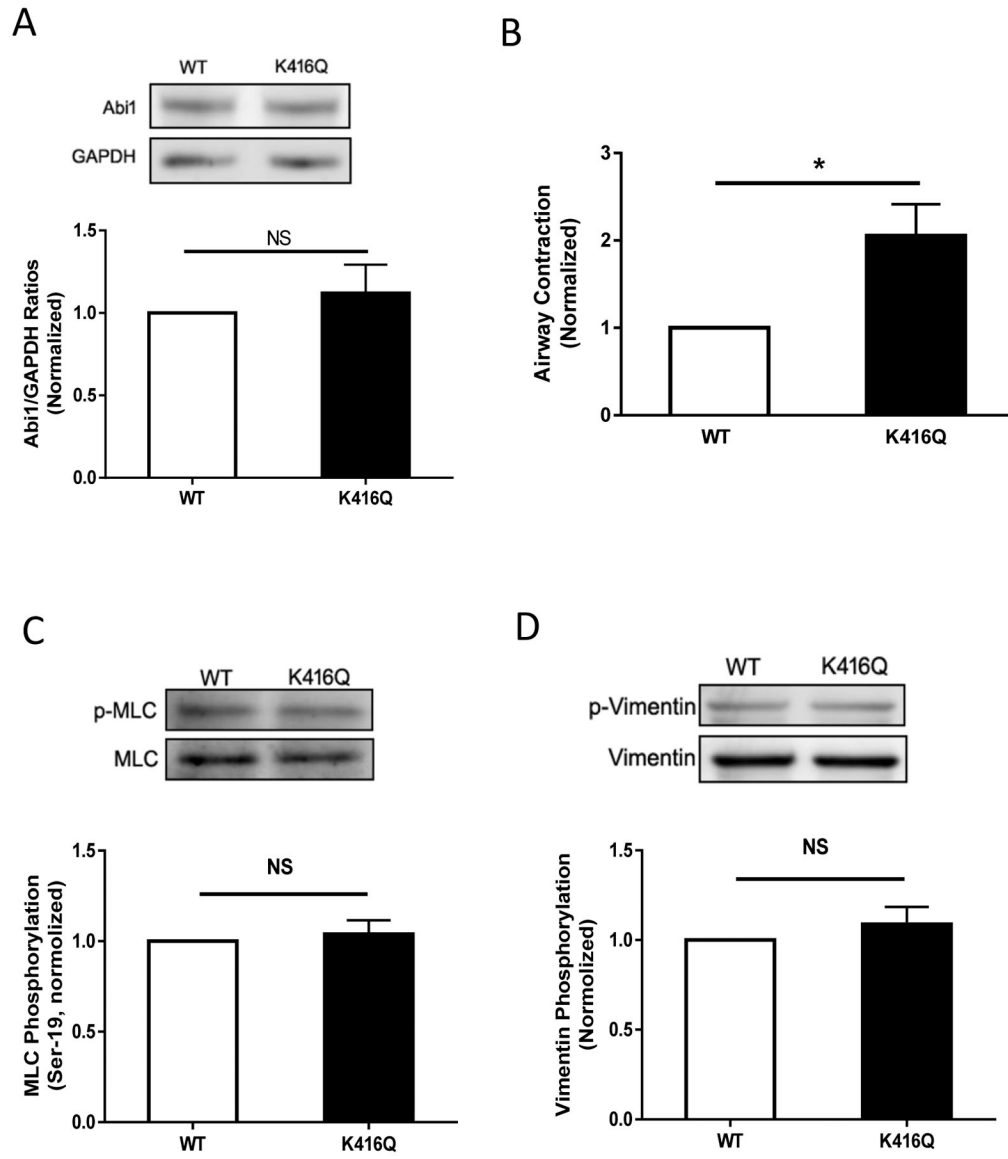 A
WT K416Q
Abi1
GAPDH
Abi1/GAPDH Ratios
(Normalized)
1.5
1.0
0.5
0.0
NS
WT K416Q
B
Airway Contraction
(Normalized)
3
2
1
0
*
WT K416Q
C
WT K416Q
p-MLC
MLC
MLC Phosphorylation
(Ser-19, normolized)
1.5
1.0
0.5
0.0
NS
WT K416Q
D
WT K416Q
p-Vimentin
Vimentin
Vimentin Phosphorylation
(Normolized)
1.5
1.0
0.5
0.0
NS
WT K416Q